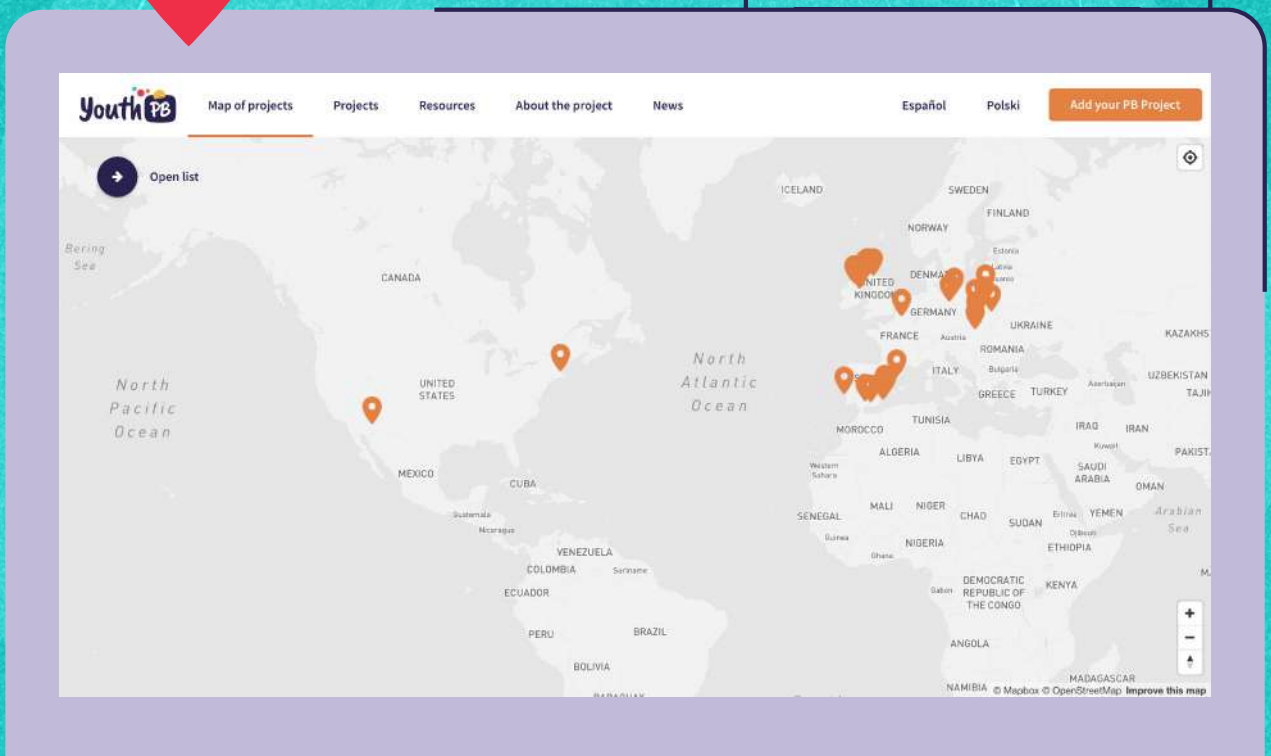 Youth PB
Map of projects
Projects
Resources
About the project
News
Español
Polski
Add your PB Project
Open list
Bering
Sea
ICELAND
SWEDEN
FINLAND
NORWAY
Estonia
Latvia
CANADA
UNITED
KINGDOM
GERMANY
UKRAINE
FRANCE
Austria
ROMANIA
KAZAKHS
North
Atlantic
Ocean
North
Pacific
Ocean
UNITED
STATES
ITALY
Bulgaria
GREECE
TURKEY
Azerbaijan
UZBEKISTAN
TAJIK
TUNISIA
MOROCCO
IRAQ
IRAN
ALGERIA
LIBYA
EGYPT
Kuwait
PAKIST
Western
Sahara
SAUDI
ARABIA
OMAN
MEXICO
CUBA
Guatemala
Nicaragua
SENEGAL
MALI
NIGER
CHAD
SUDAN
Eritrea
YEMEN
Arabian
Sea
Guinea
Ghana
NIGERIA
Djibouti
ETHIOPIA
VENEZUELA
COLOMBIA
Suriname
ECUADOR
Gabon
DEMOCRATIC
REPUBLIC OF
THE CONGO
KENYA
PERU
BRAZIL
ANGOLA
BOLIVIA
NAMIBIA
MADAGASCAR
© Mapbox © OpenStreetMap Improve this map